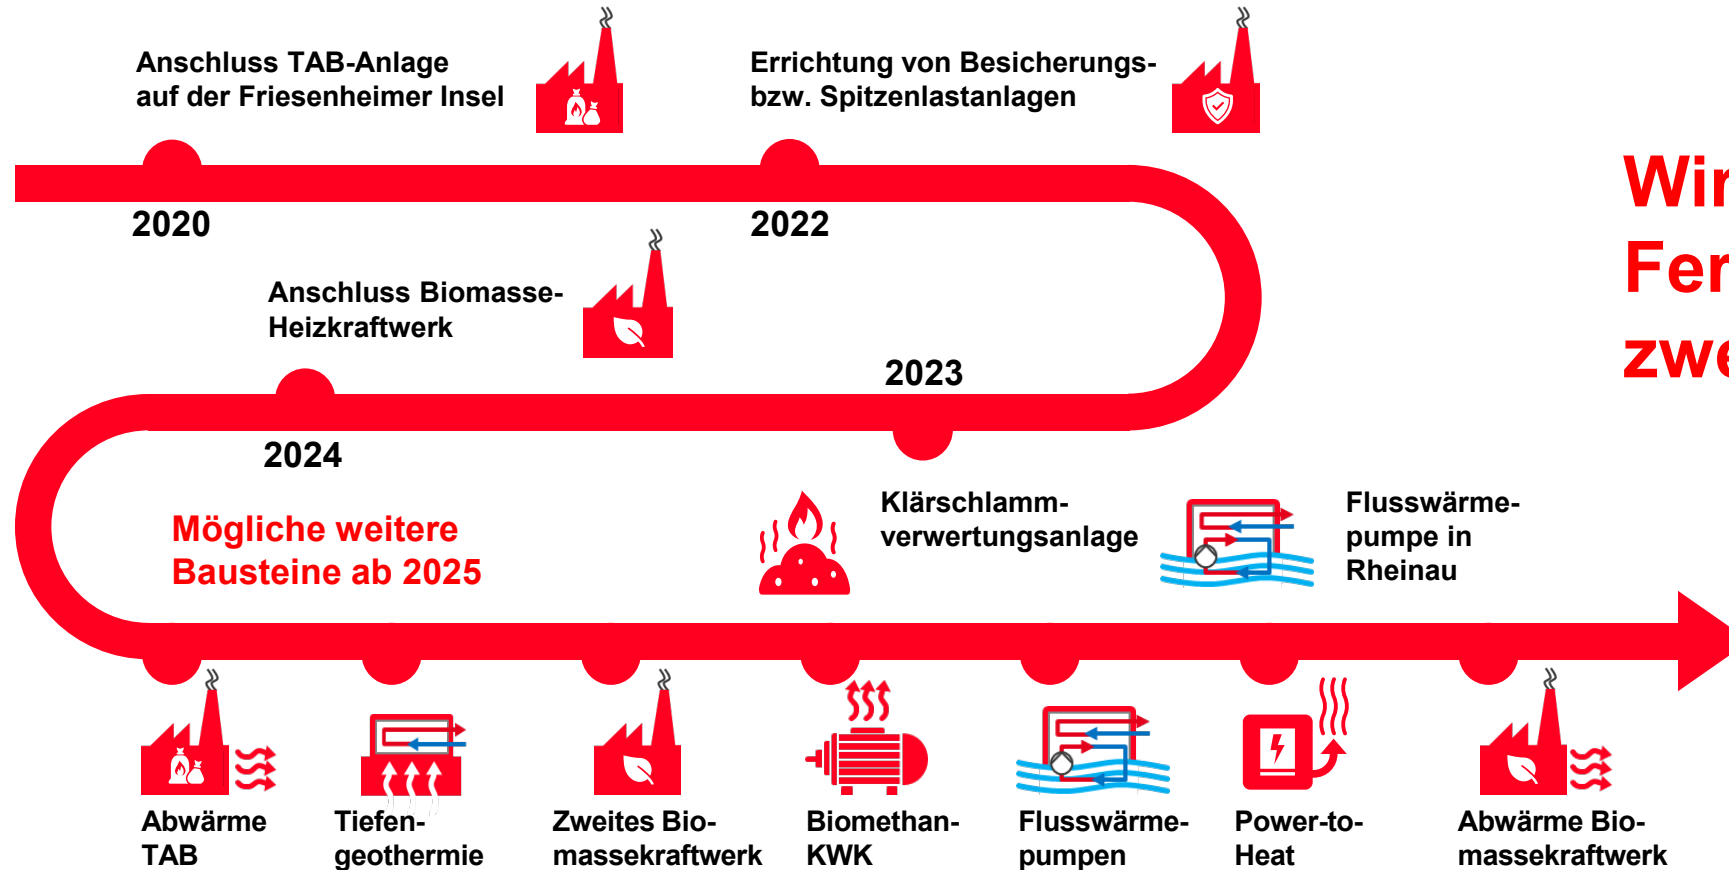 Anschluss TAB-Anlage
auf der Friesenheimer Insel
Errichtung von Besicherungs-
bzw. Spitzenlastanlagen
2020
2022
Anschluss Biomasse-
Heizkraftwerk
2023
2024
Klärschlamm-
verwertungsanlage
Flusswärme-
pumpe in
Rheinau
Mögliche weitere
Bausteine ab 2025
Abwärme
TAB
Tiefen-
geothermie
Zweites Bio-
massekraftwerk
Biomethan-
KWK
Flusswärme-
pumpen
Power-to-
Heat
Abwärme Bio-
massekraftwerk